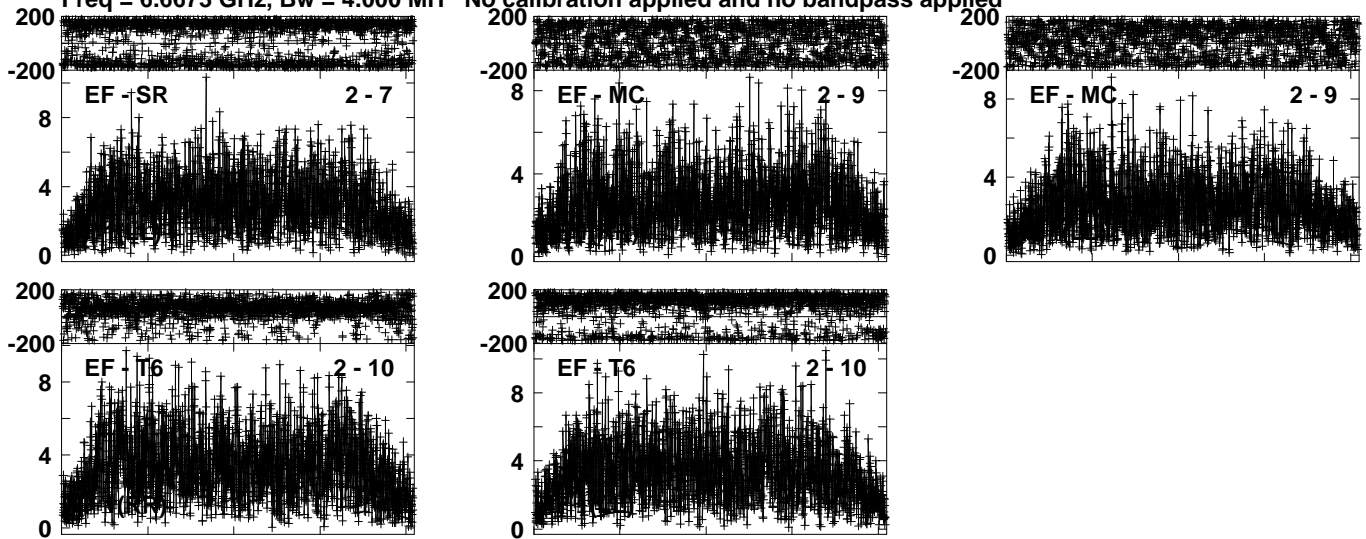 Freq = 6.6675 GHz, Bw = 4.000 MH No calibration applied and no bandpass applied
200 200 200
-200 -200 -200
EF - SR 2 - 7 EF - MC 2 - 9 EF - MC 2 - 9
8 8 8
4 4 4
0 0 0
200 200
-200 -200
EF - T6 2 - 10 EF - T6 2 - 10
8 8
4 4
0 0